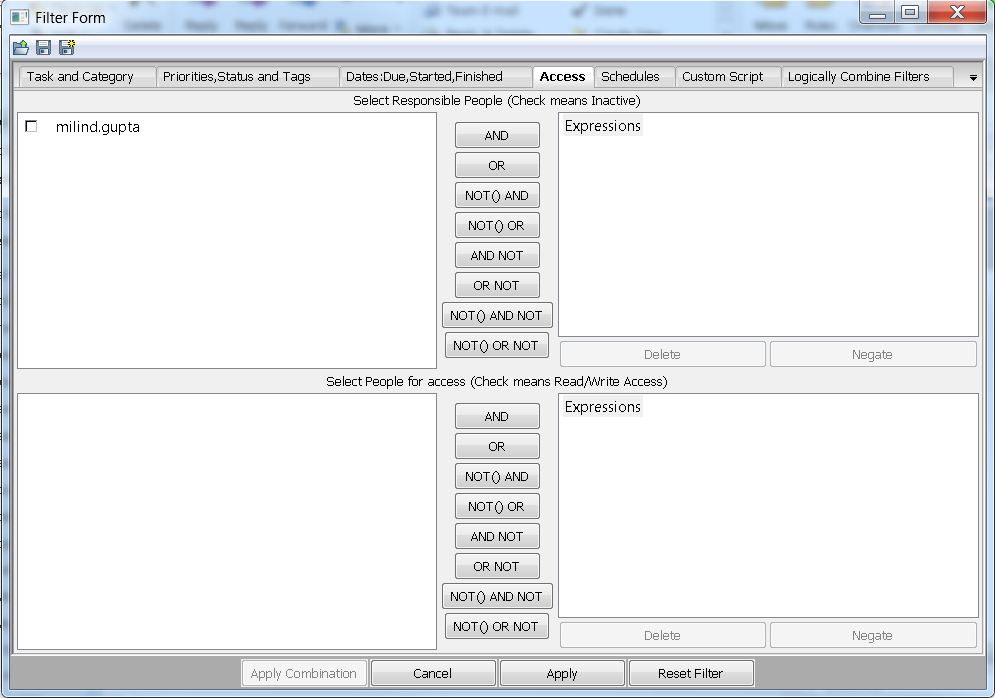 Filter Form
Task and Category Priorities,Status and Tags Dates:Due,Started,Finished Access Schedules Custom Script Logically Combine Filters
Select Responsible People (Check means Inactive)
milind.gupta
Expressions
AND
OR
NOT() AND
NOT() OR
AND NOT
OR NOT
NOT() AND NOT
NOT() OR NOT
Delete Negate
Select People for access (Check means Read/Write Access)
Expressions
AND
OR
NOT() AND
NOT() OR
AND NOT
OR NOT
NOT() AND NOT
NOT() OR NOT
Delete Negate
Apply Combination Cancel Apply Reset Filter